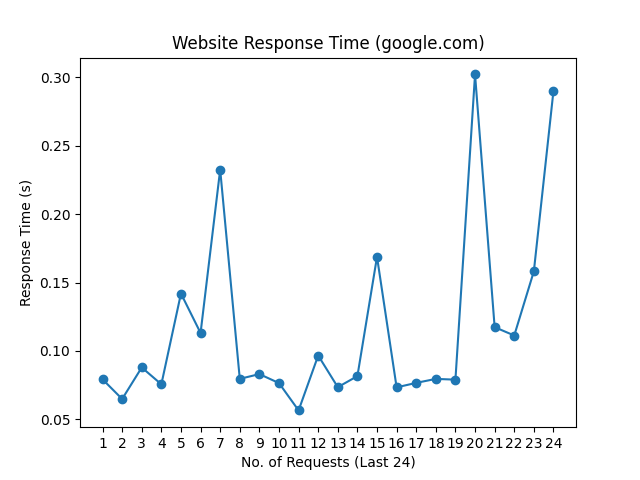 Website Response Time (google.com)
0.30
0.25
0.20
0.15
0.10
0.05
Response Time (s)
1 2 3 4 5 6 7 8 9 10 11 12 13 14 15 16 17 18 19 20 21 22 23 24
No. of Requests (Last 24)